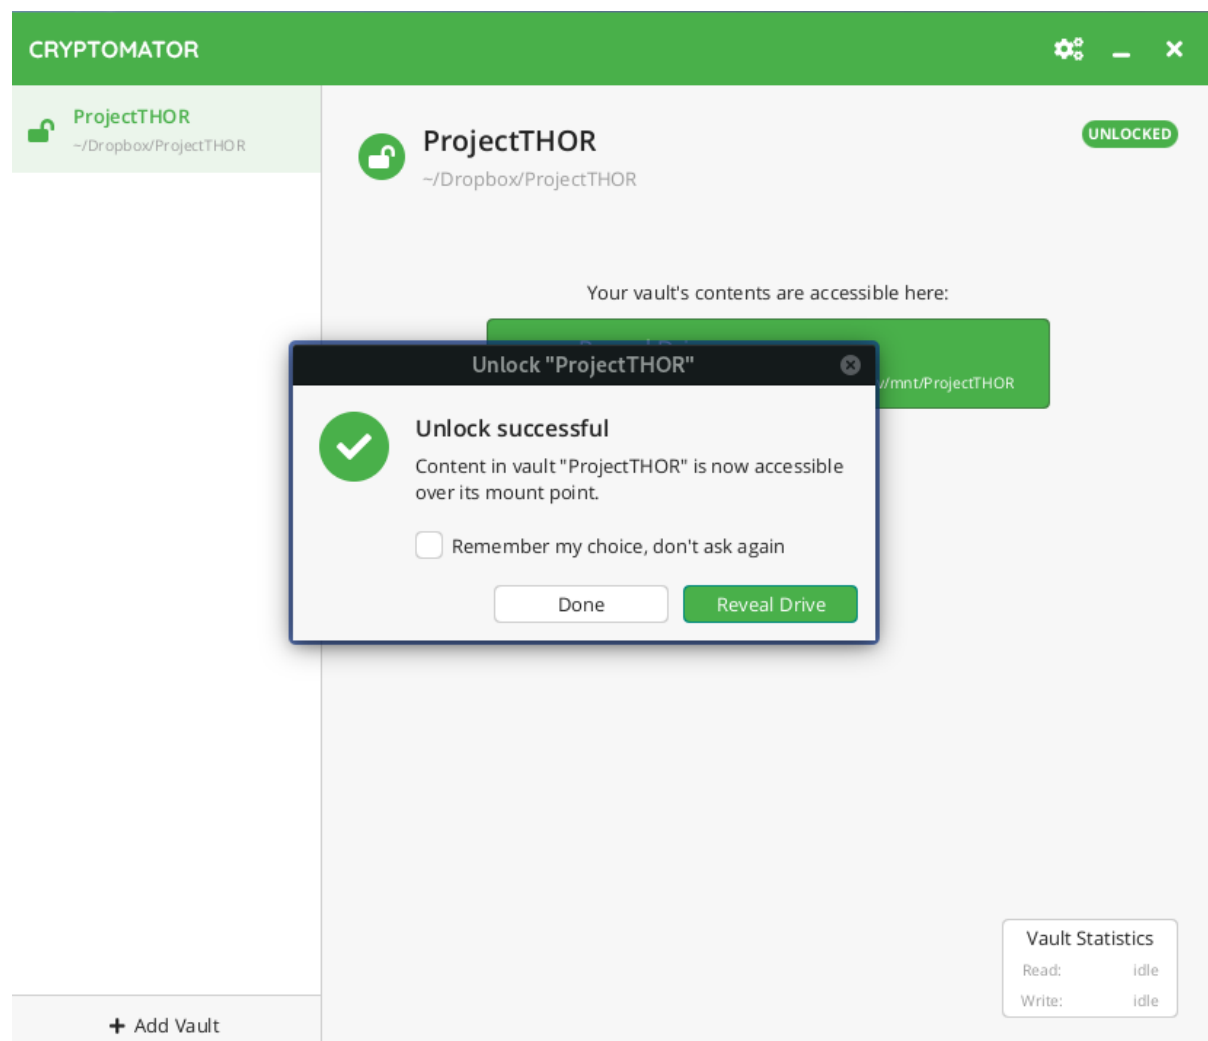 CRYPTOMATOR
ProjectTHOR
~/Dropbox/ProjectTHOR
ProjectTHOR
~/Dropbox/ProjectTHOR
UNLOCKED
Your vault's contents are accessible here:
/mnt/ProjectTHOR
Unlock "ProjectTHOR"
Unlock successful
Content in vault "ProjectTHOR" is now accessible
over its mount point.
Remember my choice, don't ask again
Done
Reveal Drive
Vault Statistics
Read: idle
Write: idle
+ Add Vault